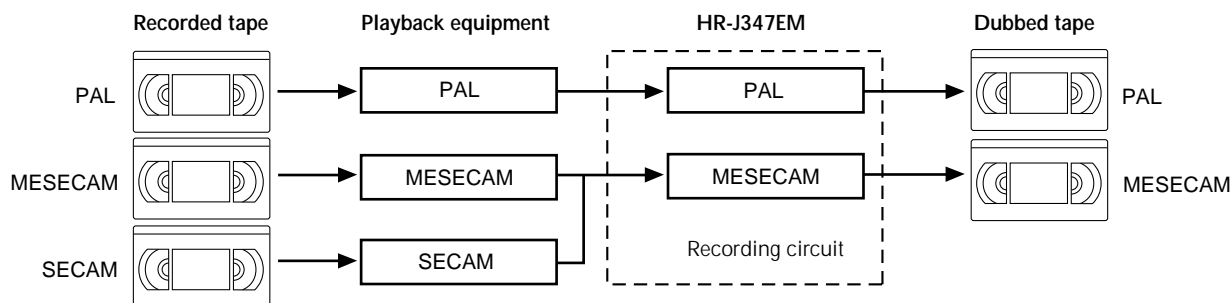 Recorded tape Playback equipment HR-J347EM Dubbed tape
PAL PAL PAL PAL
MESECAM MESECAM MESECAM MESECAM
SECAM SECAM Recording circuit